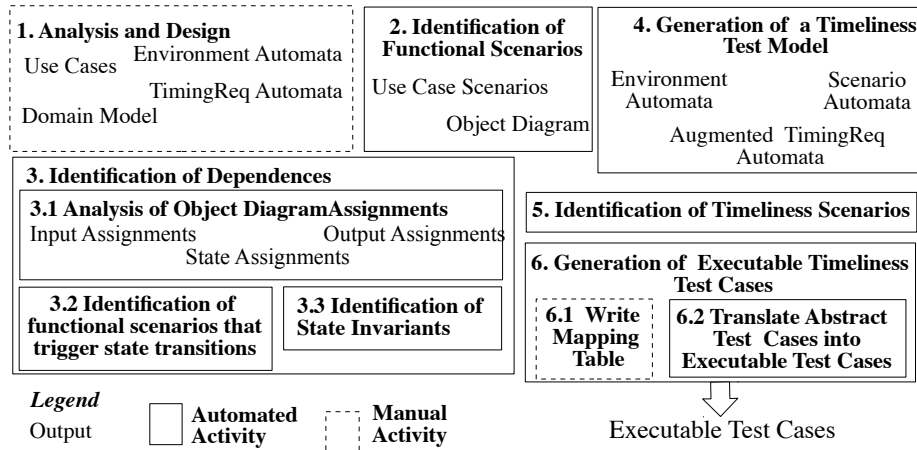 1. Analysis and Design
Use Cases
Environment Automata
TimingReq Automata
Domain Model
2. Identification of
Functional Scenarios
Use Case Scenarios
Object Diagram
4. Generation of a Timeliness
Test Model
Environment
Automata
Scenario
Automata
Augmented TimingReq
Automata
3. Identification of Dependences
3.1 Analysis of Object DiagramAssignments
Input Assignments
Output Assignments
State Assignments
3.2 Identification of
functional scenarios that
trigger state transitions
3.3 Identification of
State Invariants
5. Identification of Timeliness Scenarios
6. Generation of Executable Timeliness
Test Cases
6.1 Write
Mapping
Table
6.2 Translate Abstract
Test Cases into
Executable Test Cases
Executable Test Cases
Legend
Output
Automated
Activity
Manual
Activity